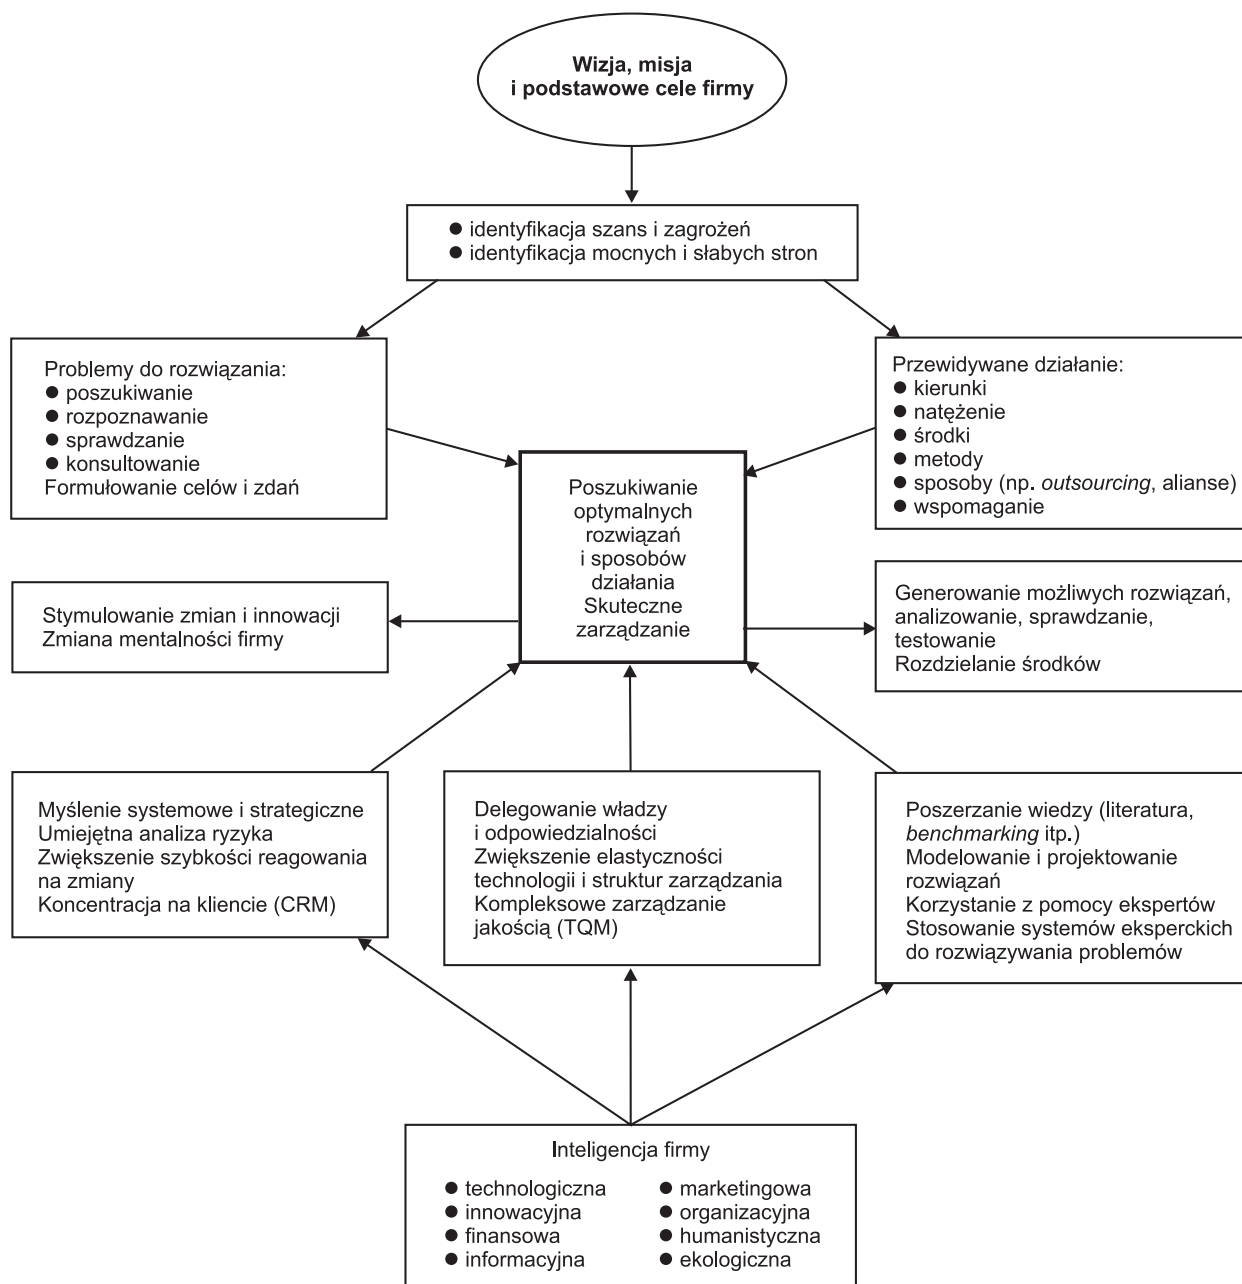 Wizja, misja
i podstawowe cele firmy
● identyfikacja szans i zagrożeń
● identyfikacja mocnych i słabych stron
Problemy do rozwiązania:
● poszukiwanie
● rozpoznawanie
● sprawdzanie
● konsultowanie
Formułowanie celów i zdań
Przewidywane działanie:
● kierunki
● natężenie
● środki
● metody
● sposoby (np. outsourcing, alianse)
● wspomaganie
Poszukiwanie
optymalnych
rozwiązań
i sposobów
działania
Skuteczne
zarządzanie
Stymulowanie zmian i innowacji
Zmiana mentalności firmy
Generowanie możliwych rozwiązań,
analizowanie, sprawdzanie,
testowanie
Rozdzielanie środków
Myślenie systemowe i strategiczne
Umiejętna analiza ryzyka
Zwiększenie szybkości reagowania
na zmiany
Koncentracja na kliencie (CRM)
Delegowanie władzy
i odpowiedzialności
Zwiększenie elastyczności
technologii i struktur zarządzania
Kompleksowe zarządzanie
jakością (TQM)
Poszerzanie wiedzy (literatura,
benchmarking itp.)
Modelowanie i projektowanie
rozwiązań
Korzystanie z pomocy ekspertów
Stosowanie systemów eksperckich
do rozwiązywania problemów
Inteligencja firmy
● technologiczna
● innowacyjna
● finansowa
● informacyjna
● marketingowa
● organizacyjna
● humanistyczna
● ekologiczna